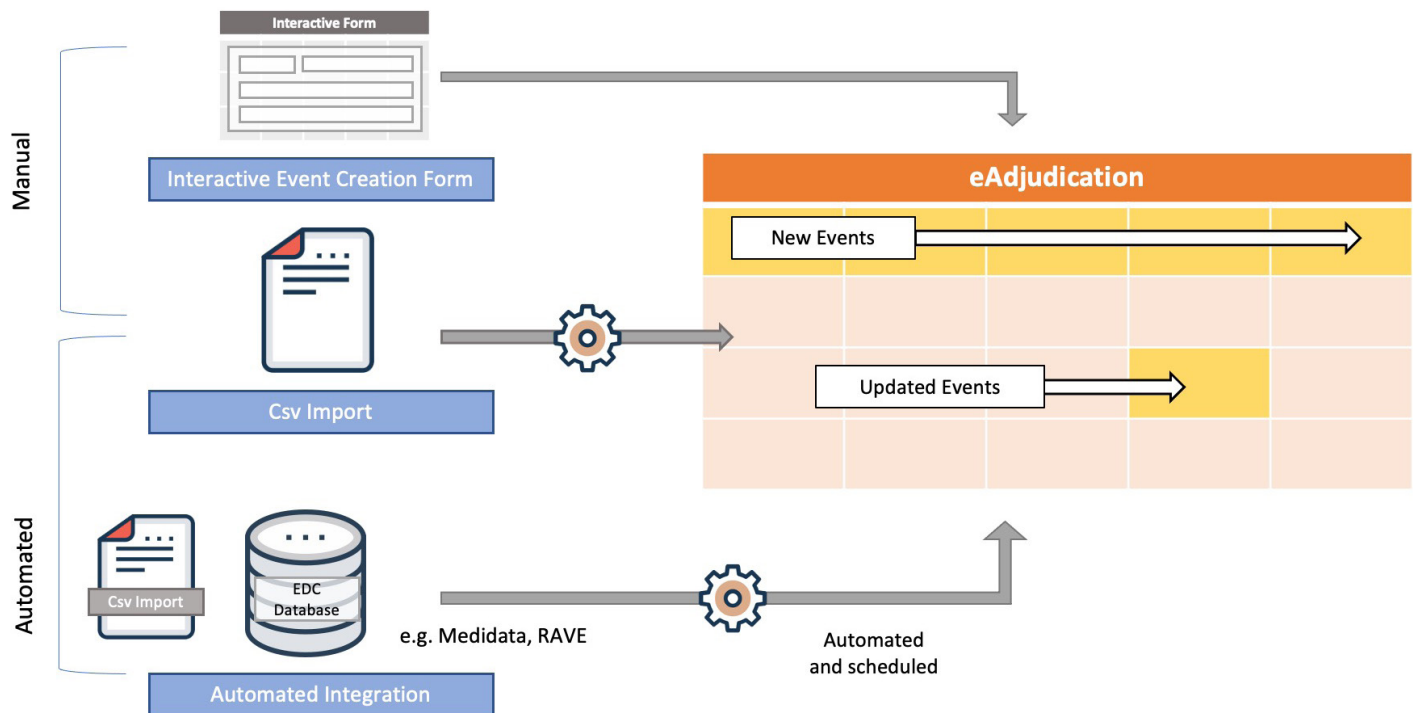 Interactive Form
Manual
Interactive Event Creation Form
eAdjudication
New Events
Csv Import
Updated Events
Automated
Csv Import
EDC
Database
e.g. Medidata, RAVE
Automated
and scheduled
Automated Integration